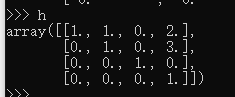 >>> h
array([[1., 1., 0., 2.],
[0., 1., 0., 3.],
[0., 0., 1., 0.],
[0., 0., 0., 1.]])
>>>